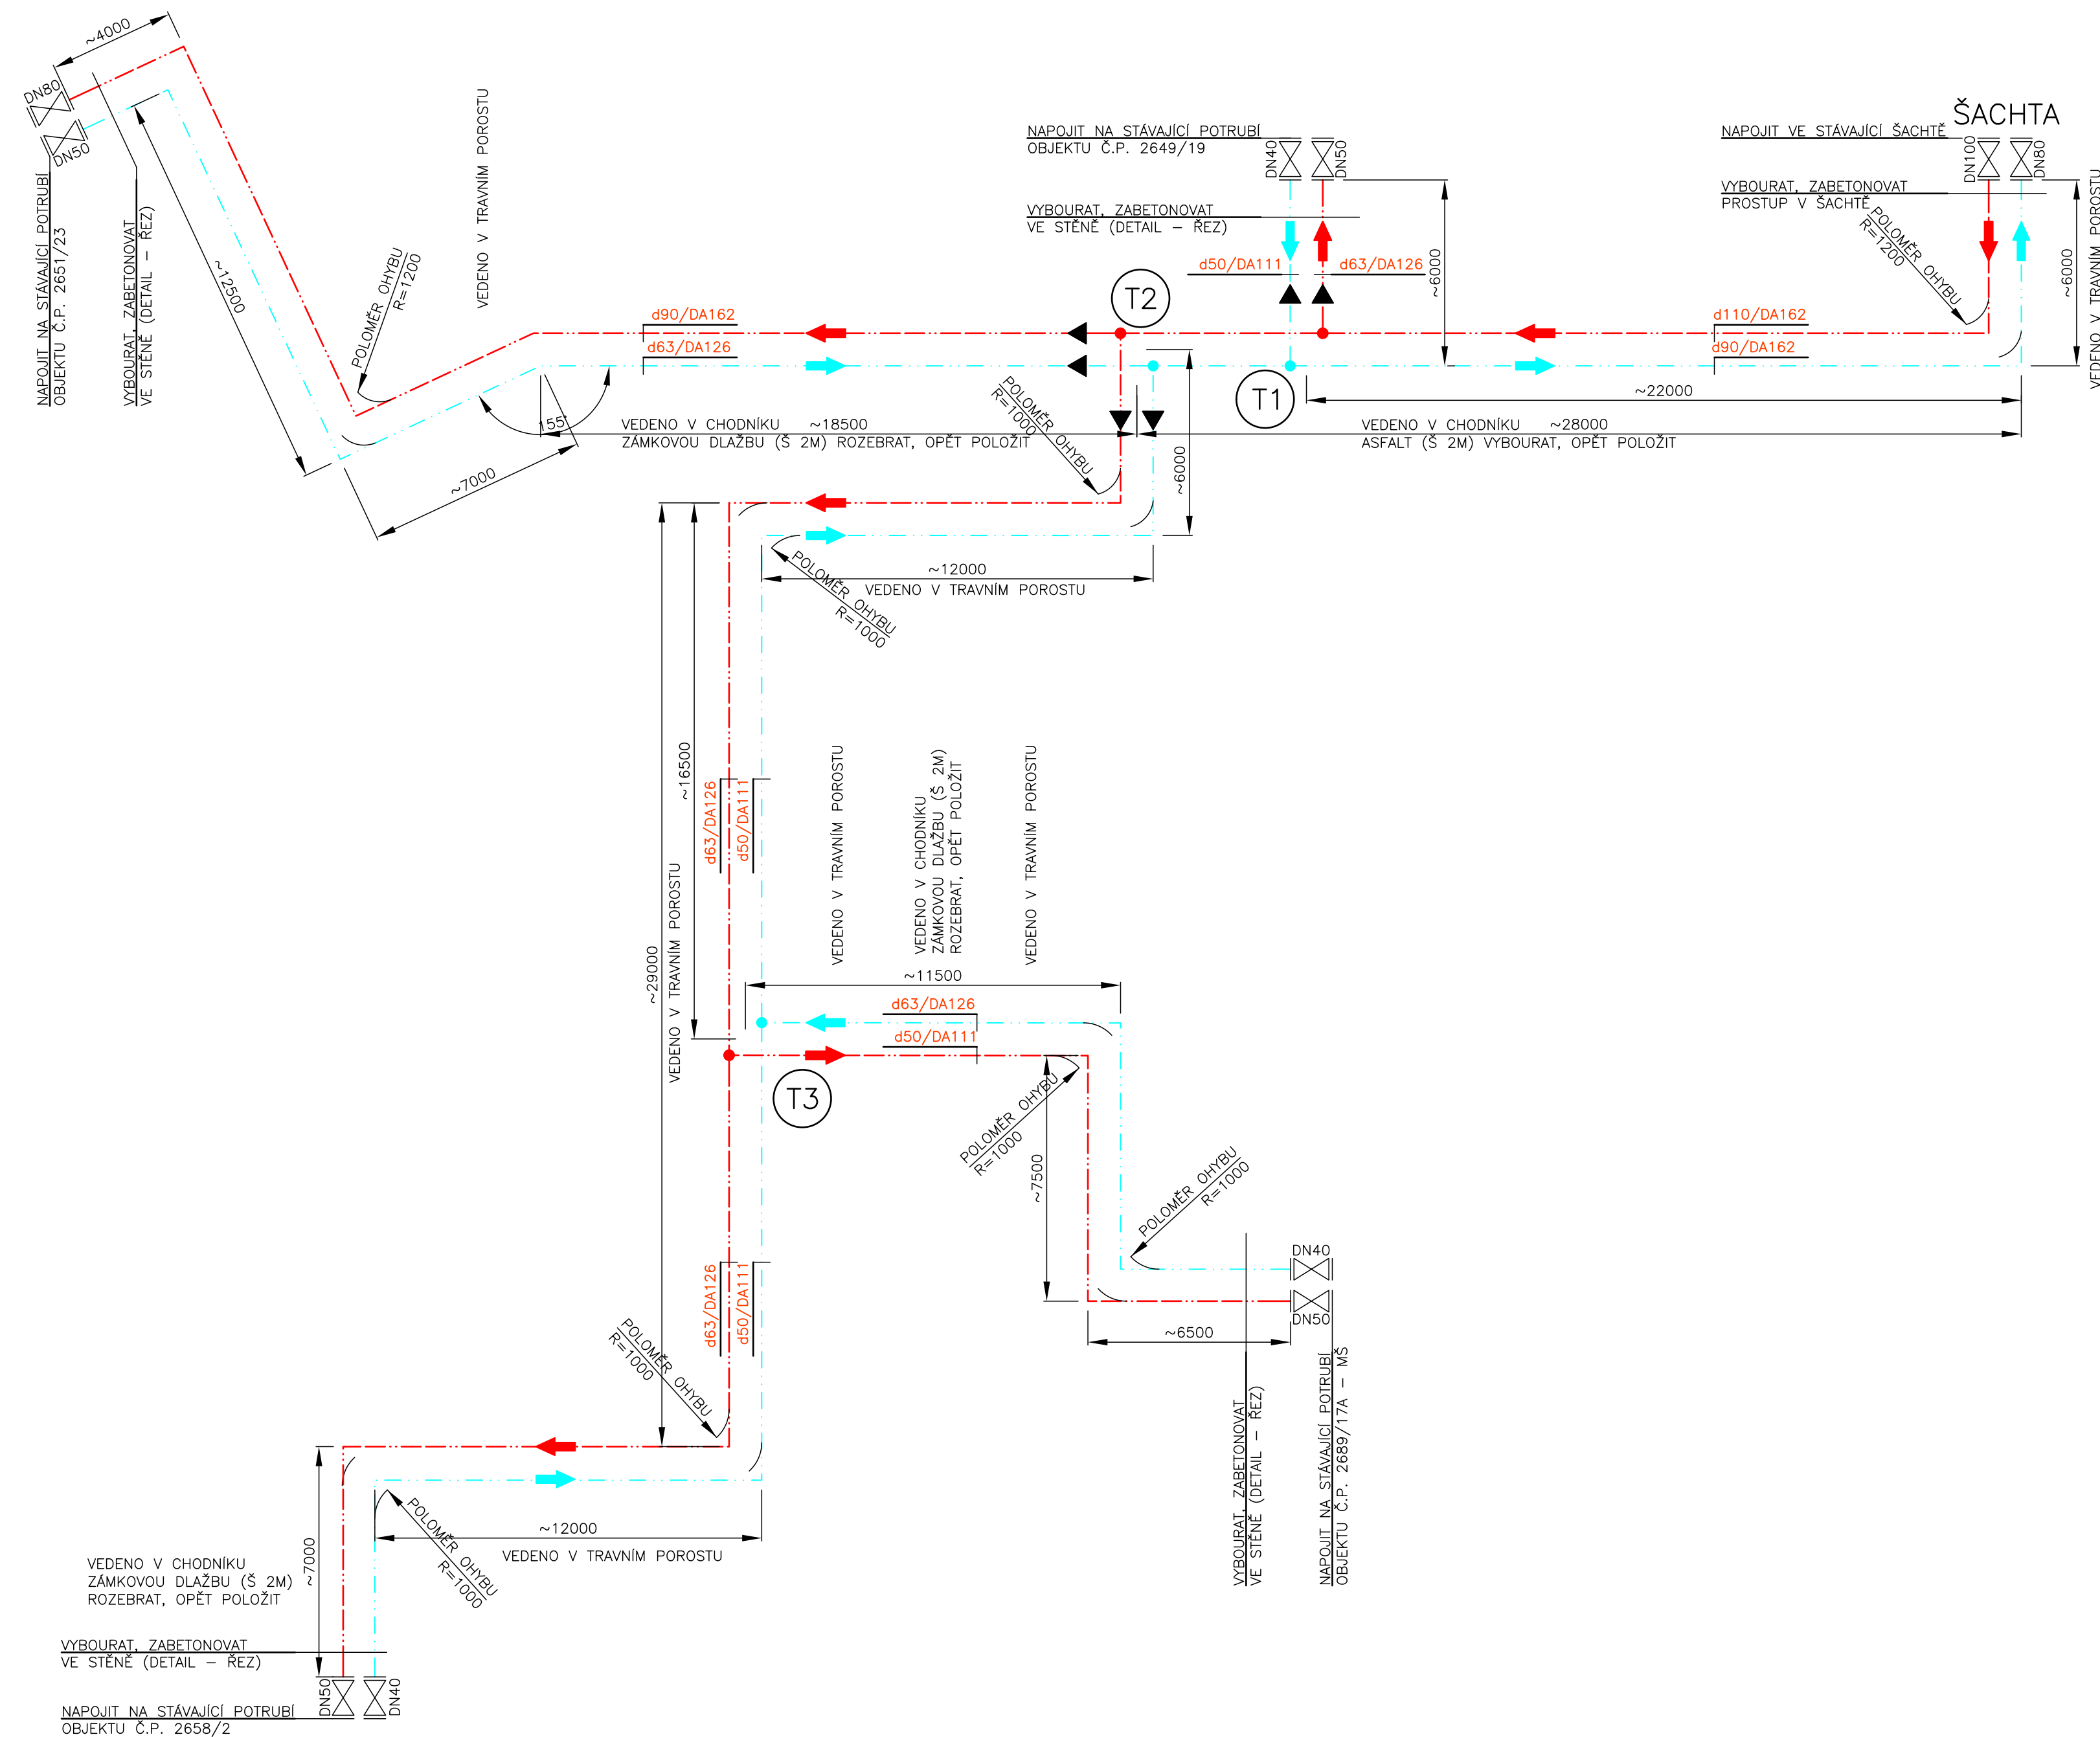 ~4000
DN80
DN50
NAPOJIT NA STÁVAJÍCÍ POTRUBÍ
OBJEKTU Č.P. 2651/23
VYBOURAT, ZABETONOVAT
VE STĚNĚ (DETAIL – ŘEZ)
~12500
POLOMĚR OHYBU
R=1200
VEDENO V TRAVNÍM POROSTU
~7000
155°
d90/DA162
d63/DA126
VEDENO V CHODNÍKU ~18500
ZÁMKOVOU DLAŽBU (Š 2M) ROZEBRAT, OPĚT POLOŽIT
NAPOJIT NA STÁVAJÍCÍ POTRUBÍ
OBJEKTU Č.P. 2649/19
VYBOURAT, ZABETONOVAT
VE STĚNĚ (DETAIL – ŘEZ)
DN40
DN50
d50/DA111
d63/DA126
~6000
T2
T1
ŠACHTA
NAPOJIT VE STÁVAJÍCÍ ŠACHTĚ
VYBOURAT, ZABETONOVAT
PROSTUP V ŠACHTĚ
DN100
DN80
POLOMĚR OHYBU
R=1200
~6000
VEDENO V TRAVNÍM POROSTU
d110/DA162
d90/DA162
~22000
VEDENO V CHODNÍKU ~28000
ASFALT (Š 2M) VYBOURAT, OPĚT POLOŽIT
POLOMĚR OHYBU
R=1000
~6000
~12000
VEDENO V TRAVNÍM POROSTU
POLOMĚR OHYBU
R=1000
~16500
~29000
VEDENO V TRAVNÍM POROSTU
d63/DA126
d50/DA111
VEDENO V TRAVNÍM POROSTU
VEDENO V CHODNÍKU
ZÁMKOVOU DLAŽBU (Š 2M)
ROZEBRAT, OPĚT POLOŽIT
VEDENO V TRAVNÍM POROSTU
~11500
d63/DA126
d50/DA111
T3
POLOMĚR OHYBU
R=1000
~7500
POLOMĚR OHYBU
R=1000
DN40
DN50
~6500
VYBOURAT, ZABETONOVAT
VE STĚNĚ (DETAIL – ŘEZ)
NAPOJIT NA STÁVAJÍCÍ POTRUBÍ
OBJEKTU Č.P. 2689/17A – MŠ
d63/DA126
d50/DA111
POLOMĚR OHYBU
R=1000
~12000
VEDENO V TRAVNÍM POROSTU
POLOMĚR OHYBU
R=1000
~7000
VEDENO V CHODNÍKU
ZÁMKOVOU DLAŽBU (Š 2M)
ROZEBRAT, OPĚT POLOŽIT
VYBOURAT, ZABETONOVAT
VE STĚNĚ (DETAIL – ŘEZ)
DN50
DN40
NAPOJIT NA STÁVAJÍCÍ POTRUBÍ
OBJEKTU Č.P. 2658/2